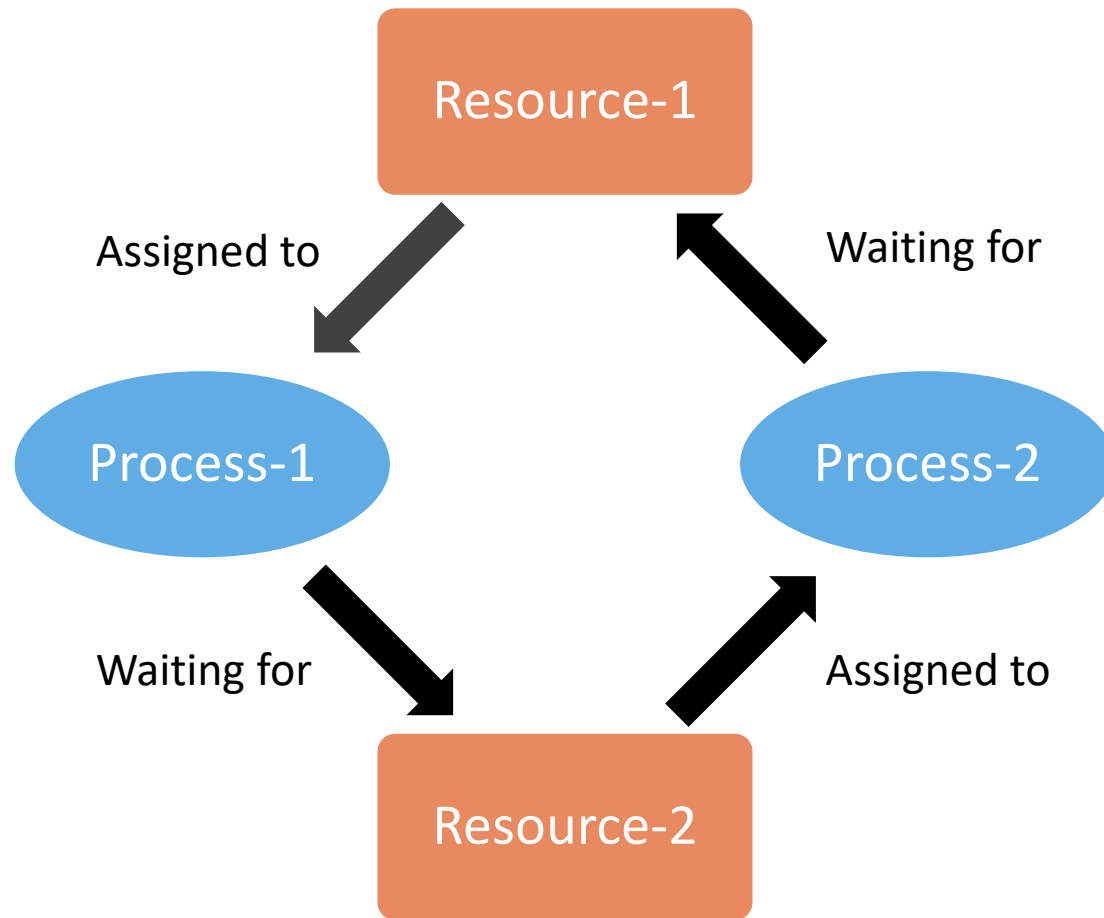 Resource-1
Assigned to
Waiting for
Process-1
Process-2
Waiting for
Assigned to
Resource-2